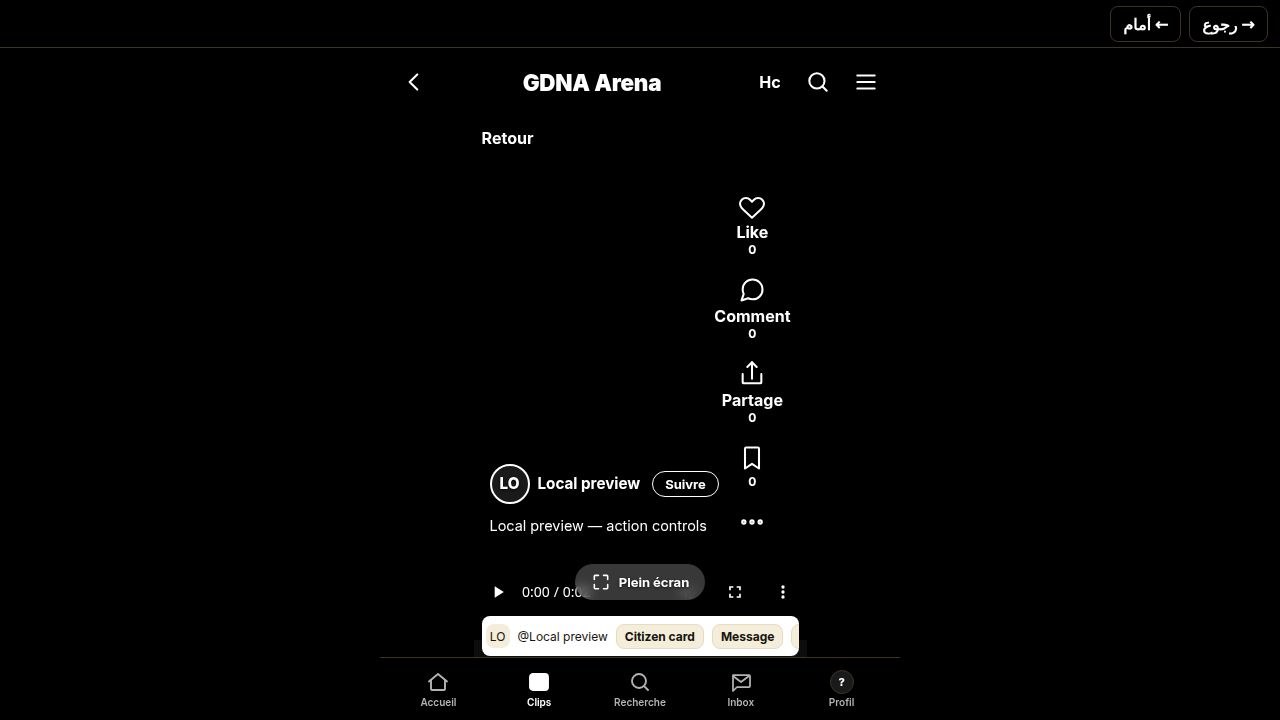 → رجوع
← أمام
GDNA Arena
Hc
Retour
Like
0
Comment
0
Partage
0
0
LO Local preview Suivre
Local preview — action controls
Plein écran
0:00 / 0:0
LO @Local preview Citizen card Message
Accueil Clips Recherche Inbox ? Profil